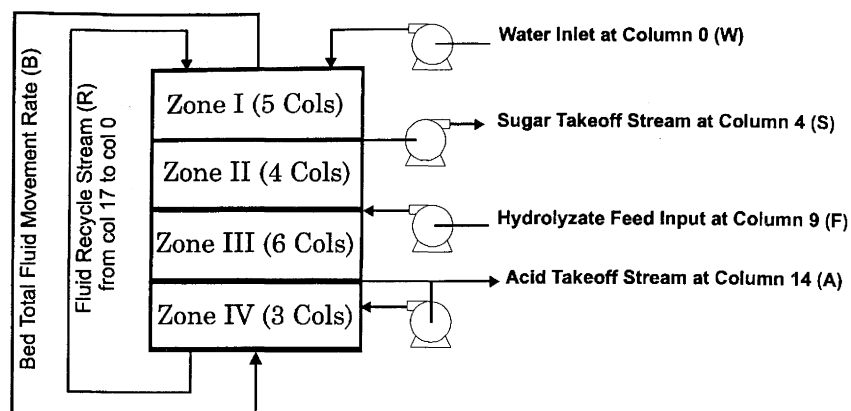 Bed Total Fluid Movement Rate (B)
Fluid Recycle Stream (R)
from col 17 to col 0
Zone I (5 Cols)
Zone II (4 Cols)
Zone III (6 Cols)
Zone IV (3 Cols)
Water Inlet at Column 0 (W)
Sugar Takeoff Stream at Column 4 (S)
Hydrolyzate Feed Input at Column 9 (F)
Acid Takeoff Stream at Column 14 (A)